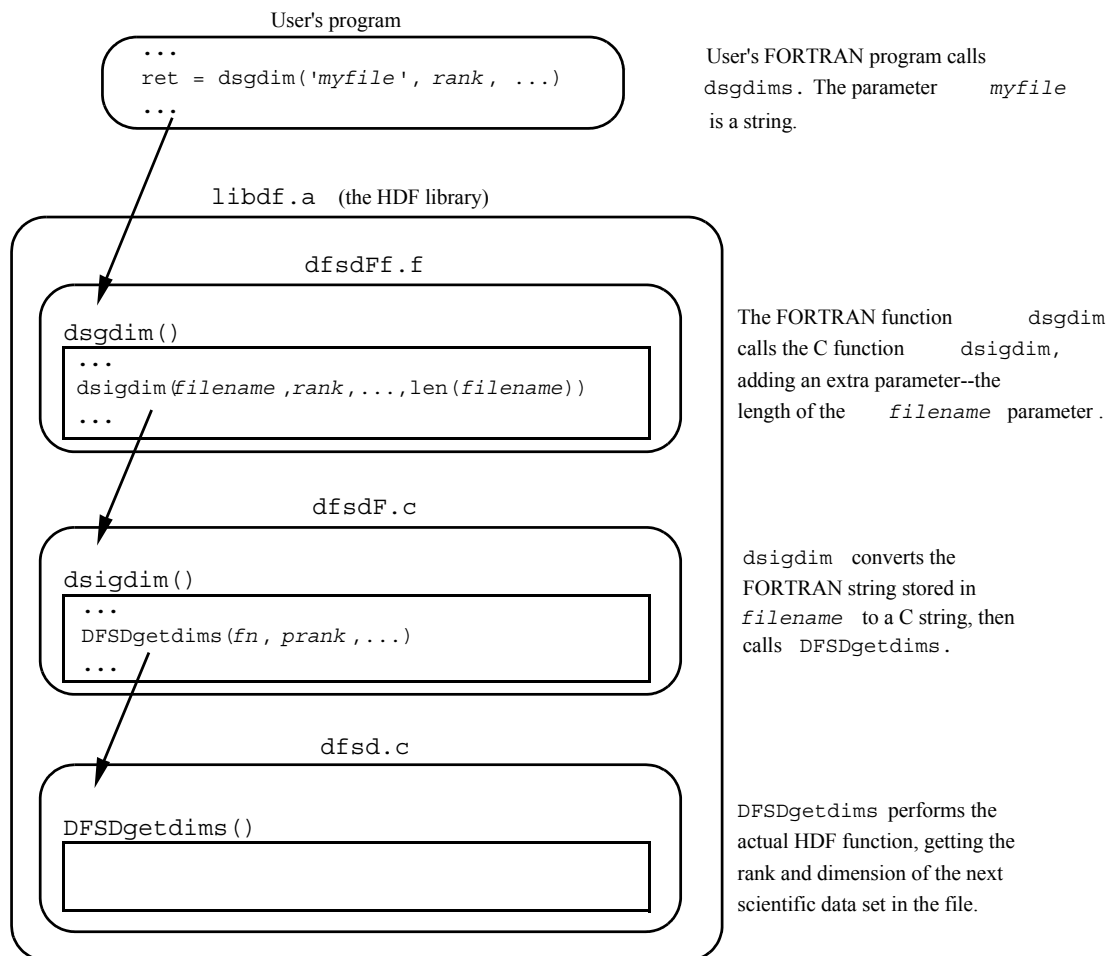 User's program
...
ret = dsgdim('myfile', rank, ...)
...
User's FORTRAN program calls
dsgdims. The parameter myfile
is a string.
libdf.a (the HDF library)
dfsdFf.f
dsgdim()
...
dsigdim(filename,rank,...,len(filename))
...
The FORTRAN function dsgdim
calls the C function dsigdim,
adding an extra parameter--the
length of the filename parameter.
dfsdF.c
dsigdim()
...
DFSDgetdims(fn, prank,...)
...
dsigdim converts the
FORTRAN string stored in
filename to a C string, then
calls DFSDgetdims.
dfsd.c
DFSDgetdims()
DFSDgetdims performs the
actual HDF function, getting the
rank and dimension of the next
scientific data set in the file.